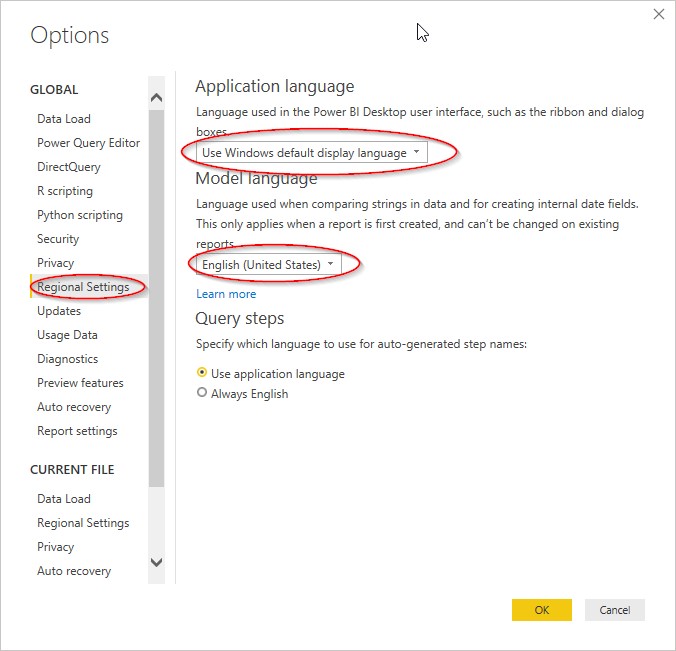 Options
GLOBAL
Data Load
Power Query Editor
DirectQuery
R scripting
Python scripting
Security
Privacy
Regional Settings
Updates
Usage Data
Diagnostics
Preview features
Auto recovery
Report settings
CURRENT FILE
Data Load
Regional Settings
Privacy
Auto recovery
Application language
Language used in the Power BI Desktop user interface, such as the ribbon and dialog
boxes.
Use Windows default display language
Model language
Language used when comparing strings in data and for creating internal date fields.
This only applies when a report is first created, and can't be changed on existing
reports.
English (United States)
Learn more
Query steps
Specify which language to use for auto-generated step names:
Use application language
Always English
OK
Cancel